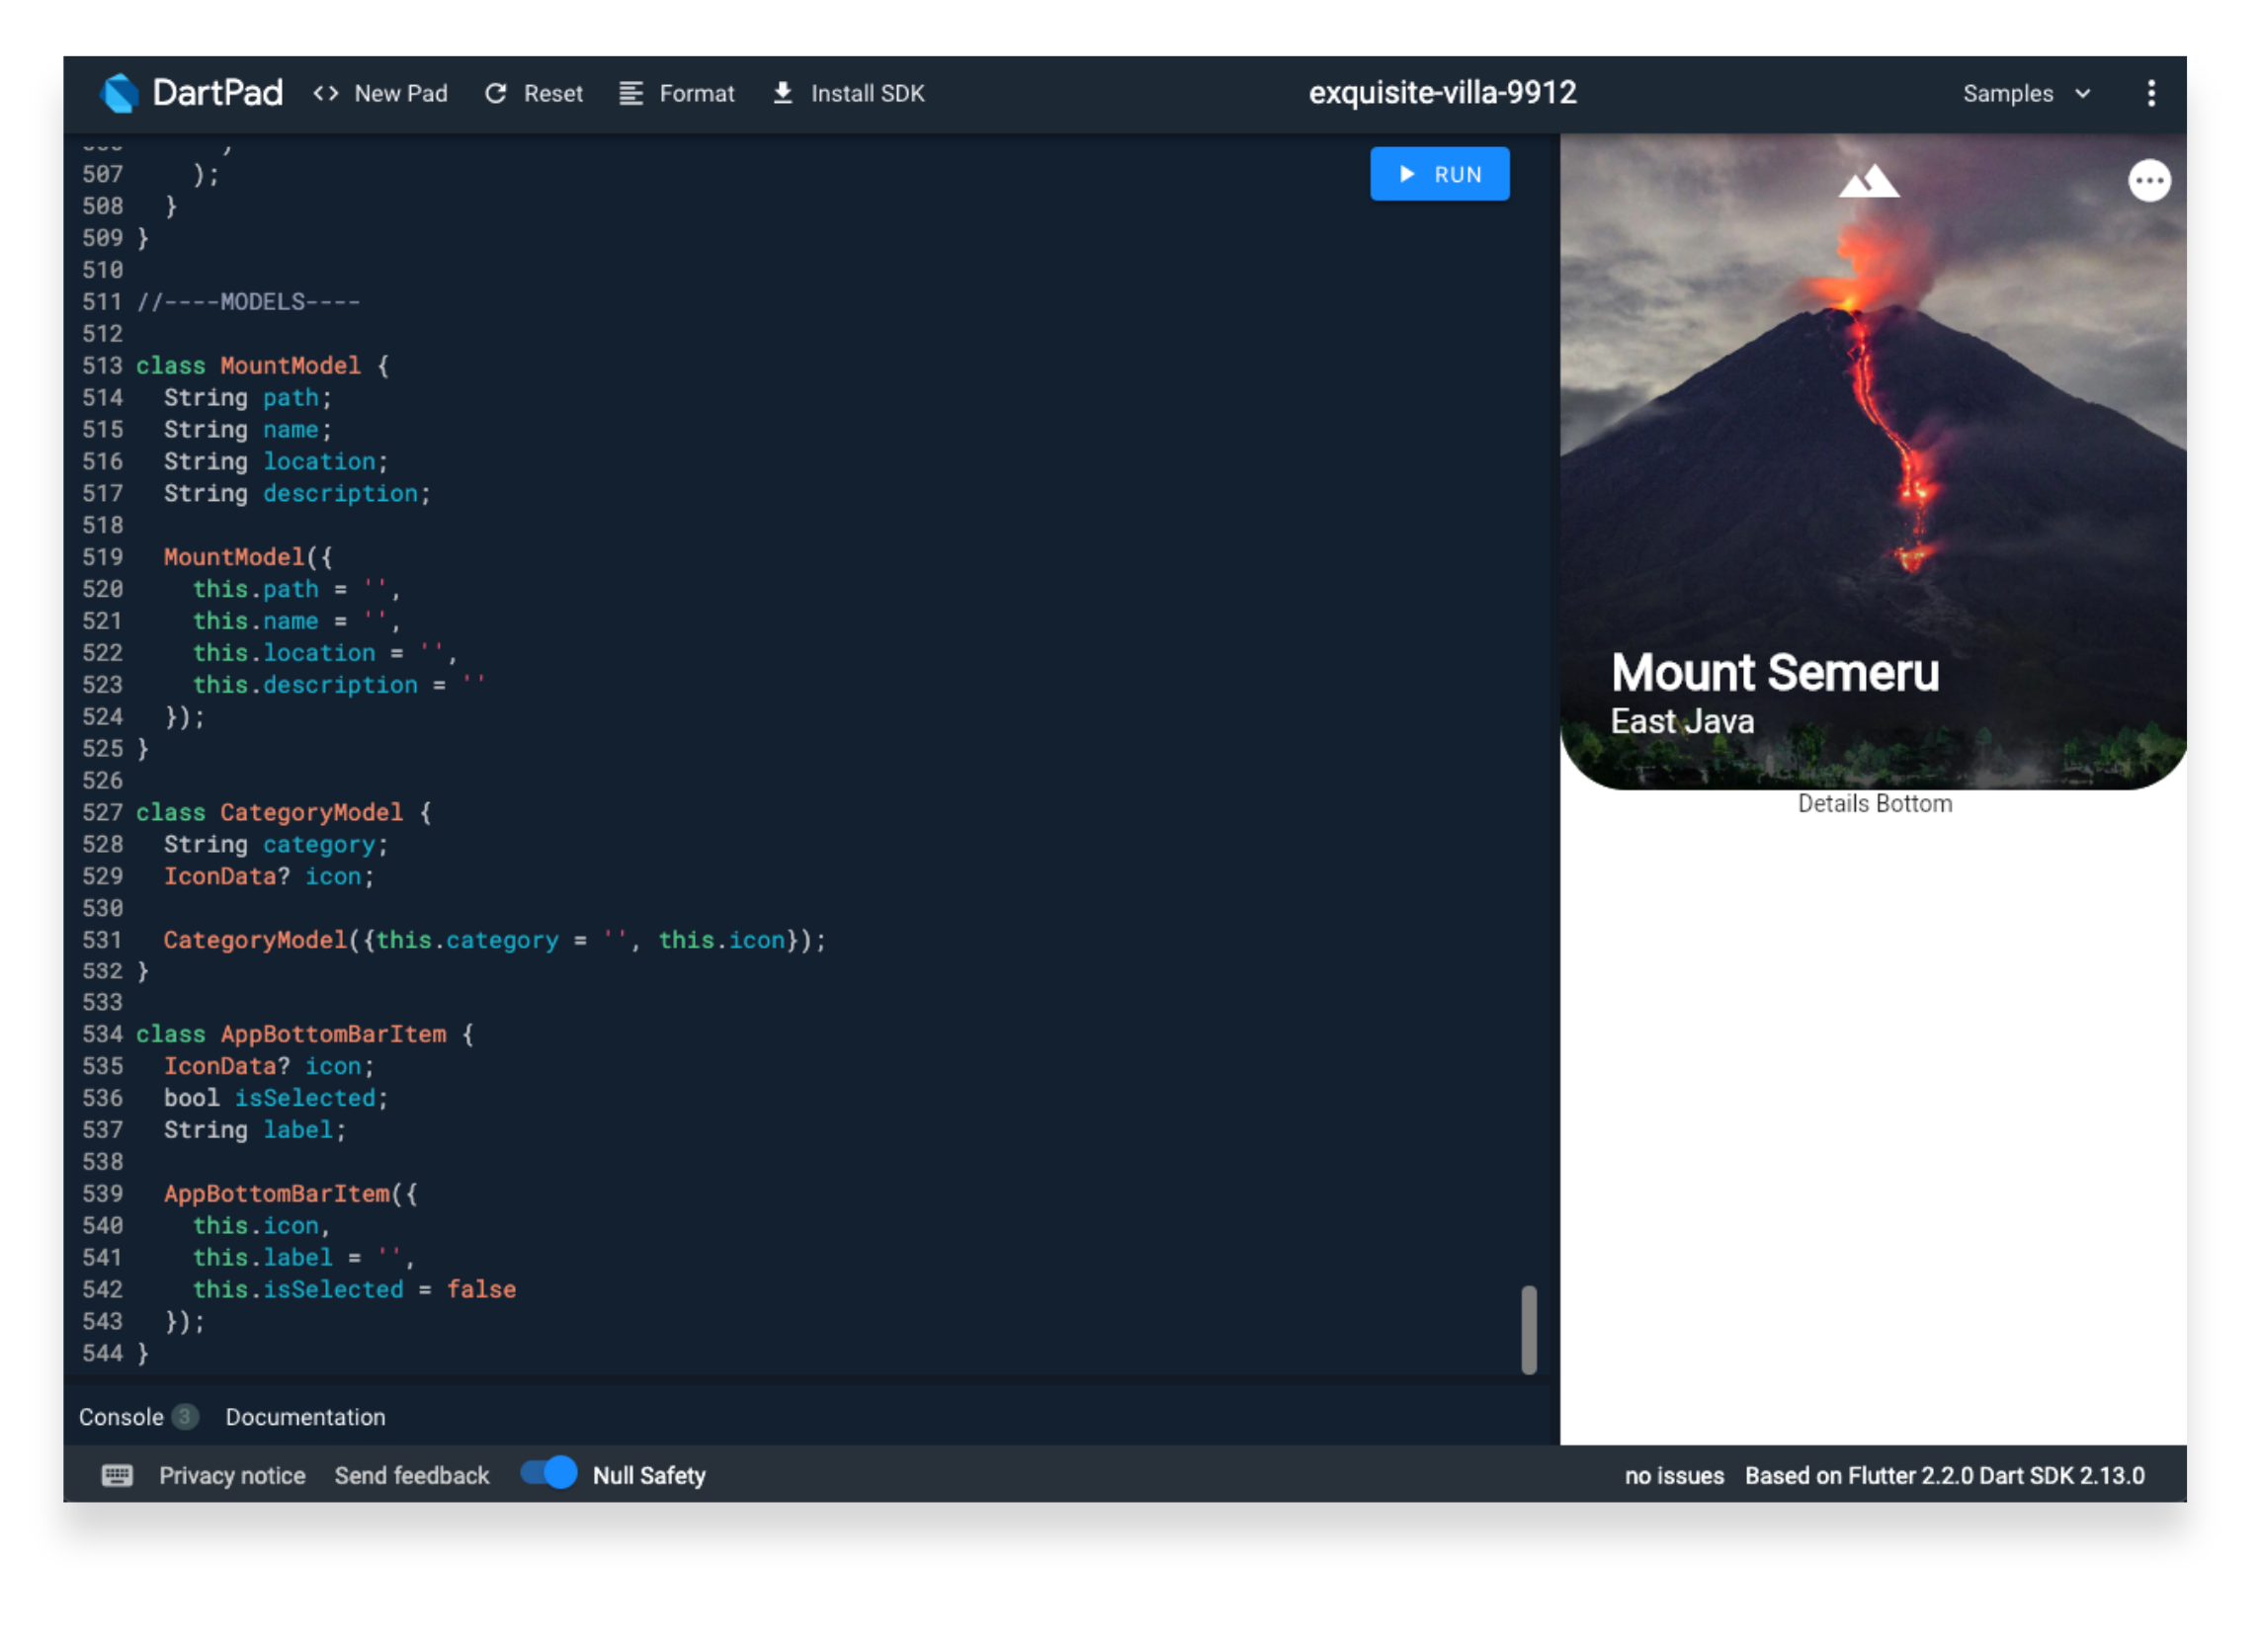 DartPad <> New Pad Reset Format Install SDK exquisite-villa-9912 Samples
RUN
507 );
508 }
509 }
510
511 //----MODELS----
512
513 class MountModel {
514 String path;
515 String name;
516 String location;
517 String description;
518
519 MountModel({
520 this.path = '',
521 this.name = '',
522 this.location = '',
523 this.description = ''
524 });
525 }
526
527 class CategoryModel {
528 String category;
529 IconData? icon;
530
531 CategoryModel({this.category = '', this.icon});
532 }
533
534 class AppBottomBarItem {
535 IconData? icon;
536 bool isSelected;
537 String label;
538
539 AppBottomBarItem({
540 this.icon,
541 this.label = '',
542 this.isSelected = false
543 });
544 }
Mount Semeru
East Java
Details Bottom
Console 3 Documentation
Privacy notice Send feedback Null Safety no issues Based on Flutter 2.2.0 Dart SDK 2.13.0